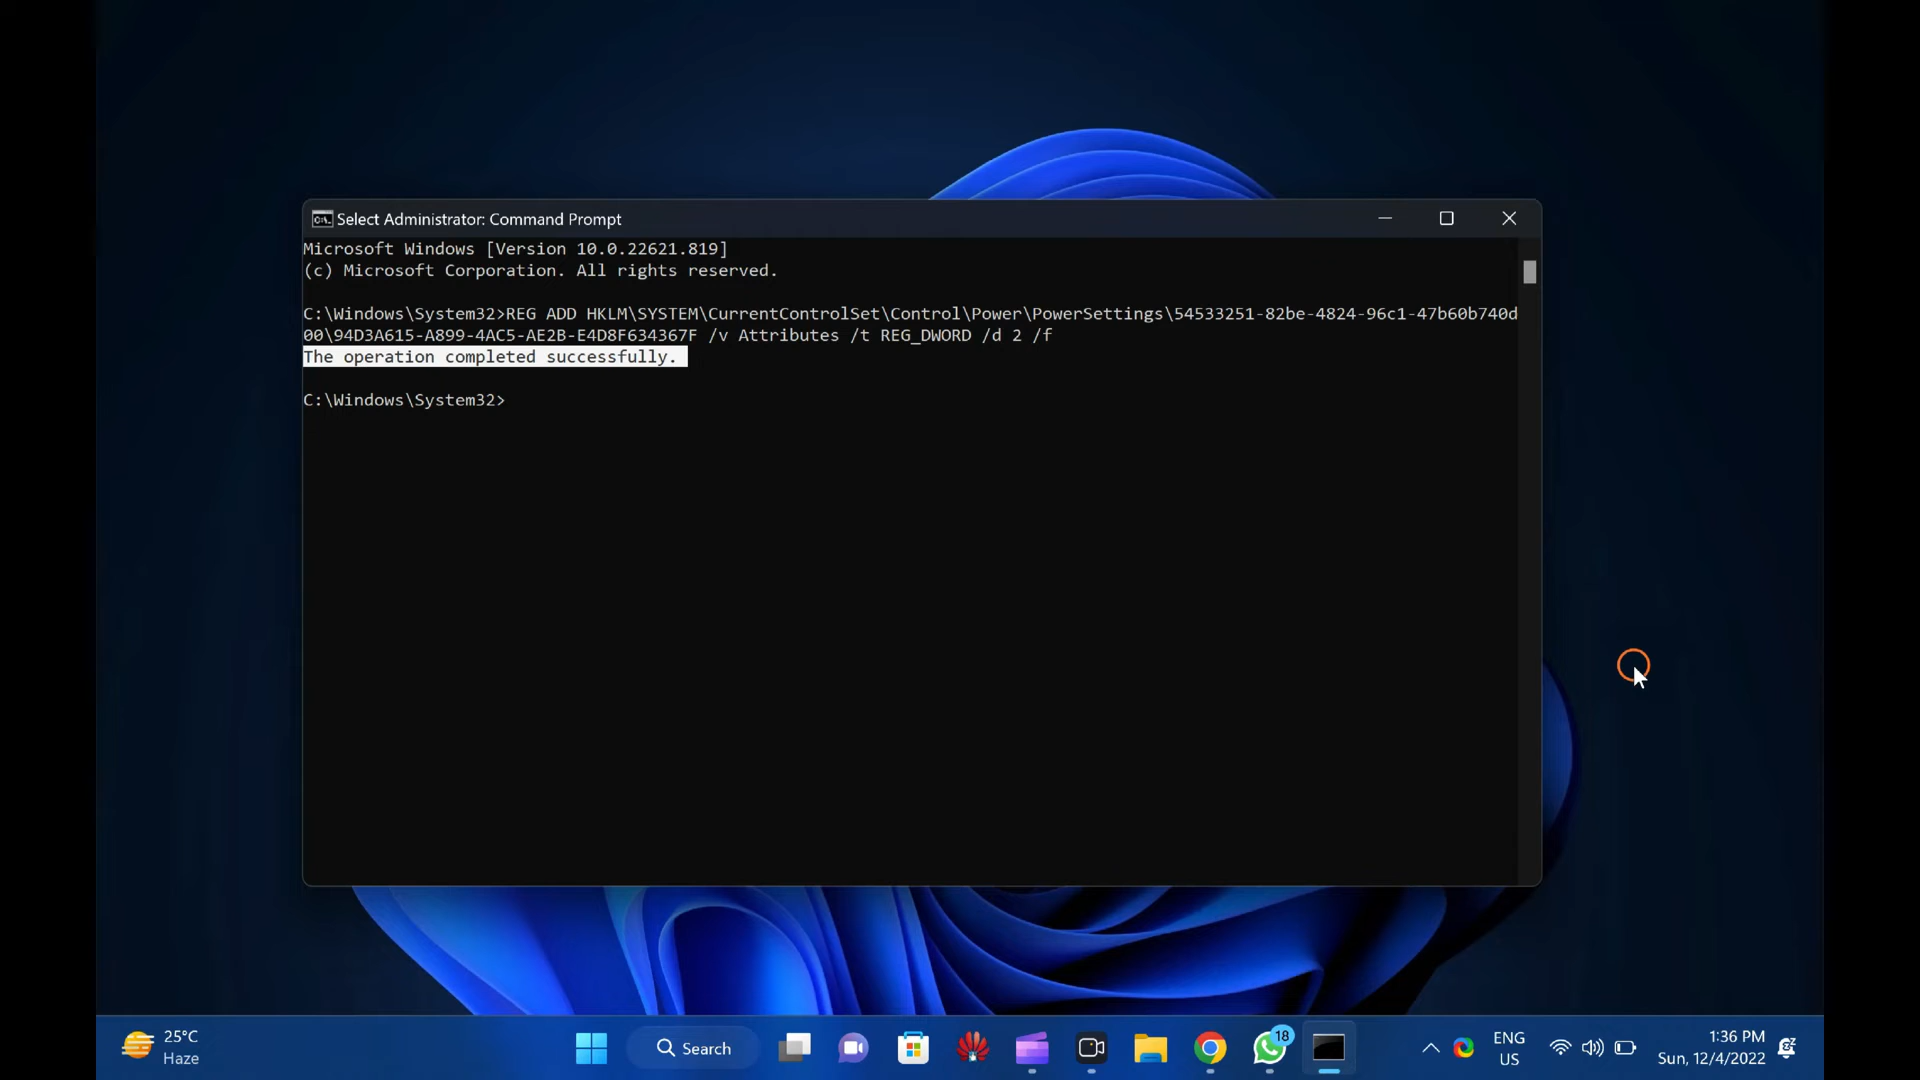 Select Administrator: Command Prompt
Microsoft Windows [Version 10.0.22621.819]
(c) Microsoft Corporation. All rights reserved.
C:\Windows\System32>REG ADD HKLM\SYSTEM\CurrentControlSet\Control\Power\PowerSettings\54533251-82be-4824-96c1-47b60b740d
00\94D3A615-A899-4AC5-AE2B-E4D8F634367F /v Attributes /t REG_DWORD /d 2 /f
The operation completed successfully.
C:\Windows\System32>
25°C
Haze
Search
18
ENG
US
1:36 PM
Sun, 12/4/2022